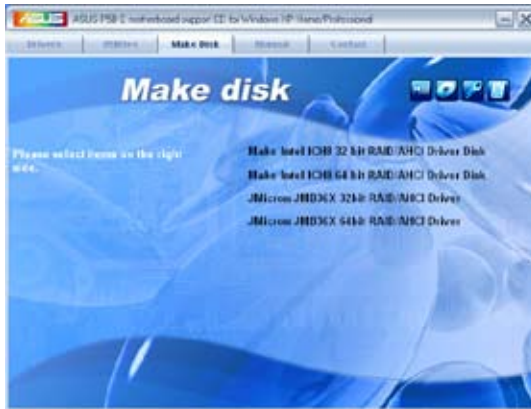 ASUS P5B-E motherboard support CD for Windows XP Home/Professional
Drivers Utilities Make Disk Manual Contact
Make disk
Please select items on the right
side.
Make Intel ICH8 32 bit RAID/AHCI Driver Disk
Make Intel ICH8 64 bit RAID/AHCI Driver Disk
JMicron JMB36X 32bit RAID/AHCI Driver
JMicron JMB36X 64bit RAID/AHCI Driver